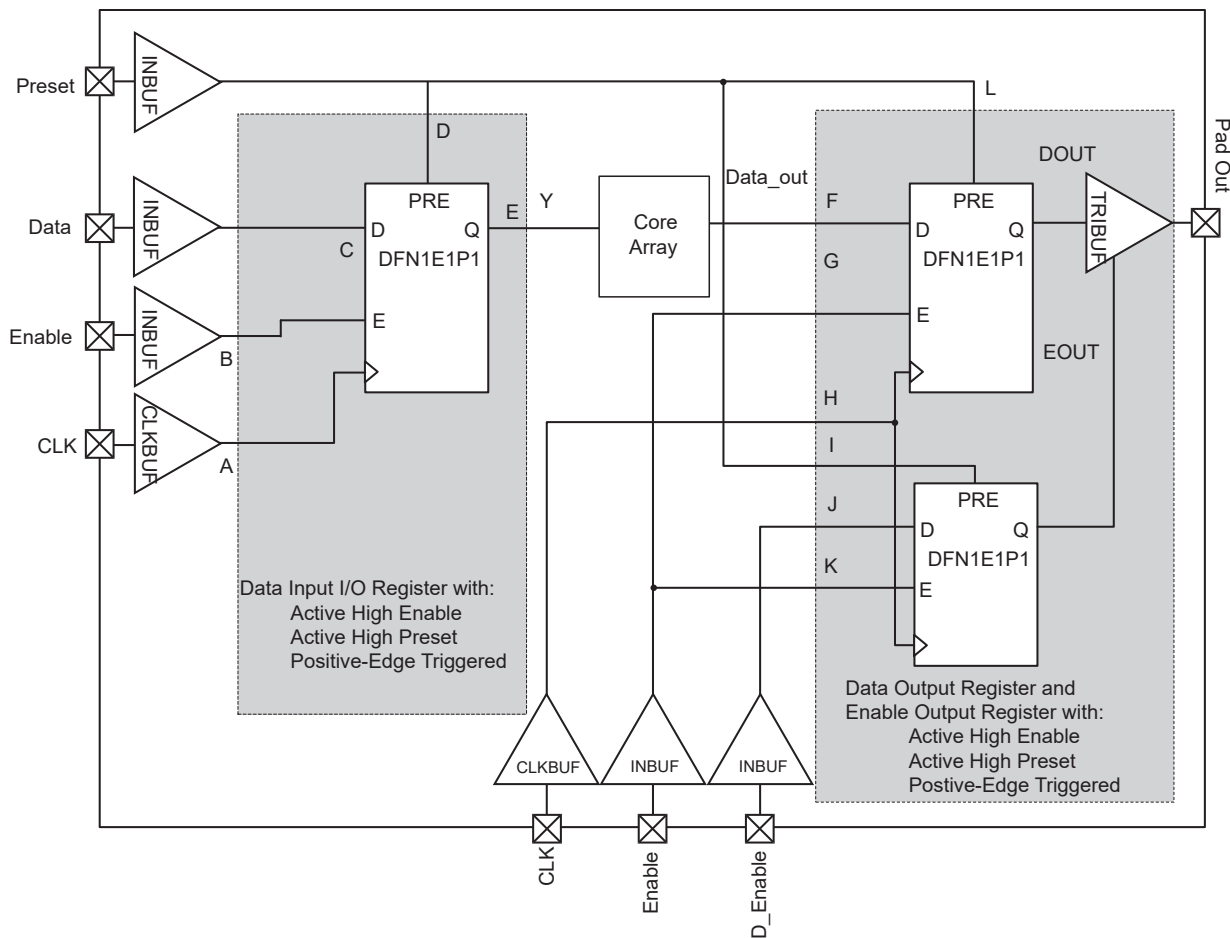 Preset
INBUF
L
D
Pad Out
DOUT
Data
INBUF
PRE
D
Q
DFN1E1P1
E
C
E
Y
Core
Array
Data_out
F
G
PRE
D
Q
DFN1E1P1
E
TRIBUF
EOUT
Enable
INBUF
B
CLK
CLKBUF
A
H
I
J
K
PRE
D
Q
DFN1E1P1
E
Data Input I/O Register with:
Active High Enable
Active High Preset
Positive-Edge Triggered
Data Output Register and
Enable Output Register with:
Active High Enable
Active High Preset
Postive-Edge Triggered
CLKBUF
INBUF
INBUF
CLK
Enable
D_Enable